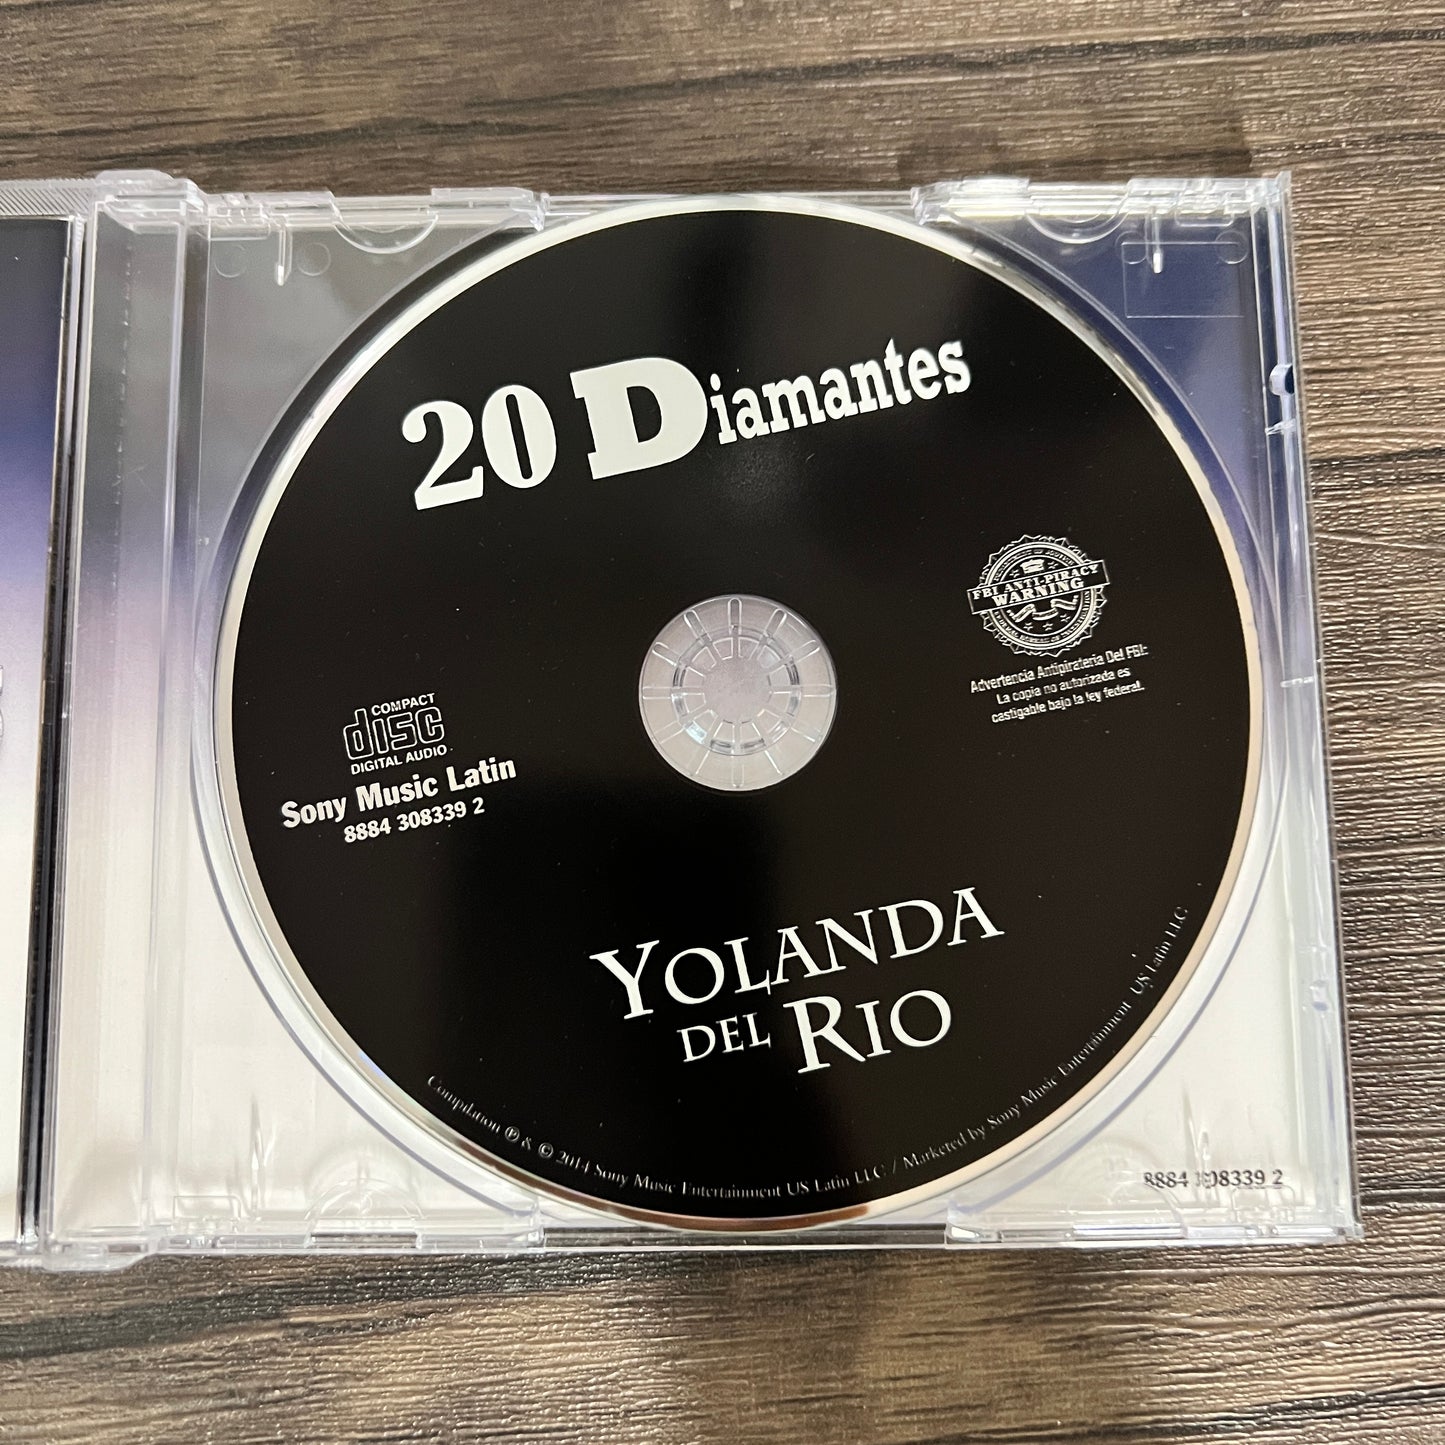 20 Diamantes
FBI ANTI-PIRACY
WARNING
Advertencia Antipirateria Del FBI:
La copia no autorizada es
castigable bajo la ley federal.
COMPACT
disc
DIGITAL AUDIO
Sony Music Latin
8884 308339 2
YOLANDA
DEL RIO
Compilation ℗ & © 2014 Sony Music Entertainment US Latin LLC / Marketed by Sony Music Entertainment US Latin LLC
8884 308339 2